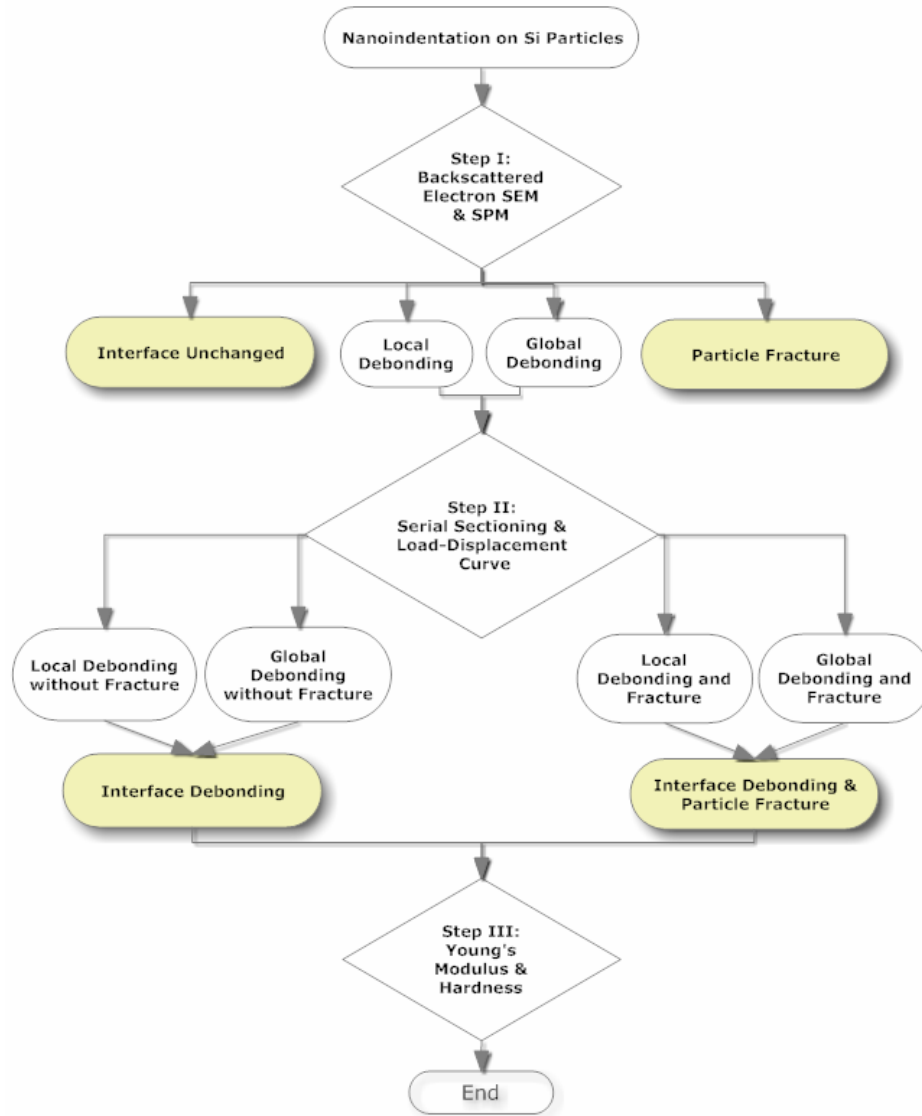 Nanoindentation on Si Particles
Step I:
Backscattered
Electron SEM
& SPM
Interface Unchanged
Local
Debonding
Global
Debonding
Particle Fracture
Step II:
Serial Sectioning &
Load-Displacement
Curve
Local Debonding
without Fracture
Global
Debonding
without Fracture
Local
Debonding and
Fracture
Global
Debonding and
Fracture
Interface Debonding
Interface Debonding &
Particle Fracture
Step III:
Young's
Modulus &
Hardness
End